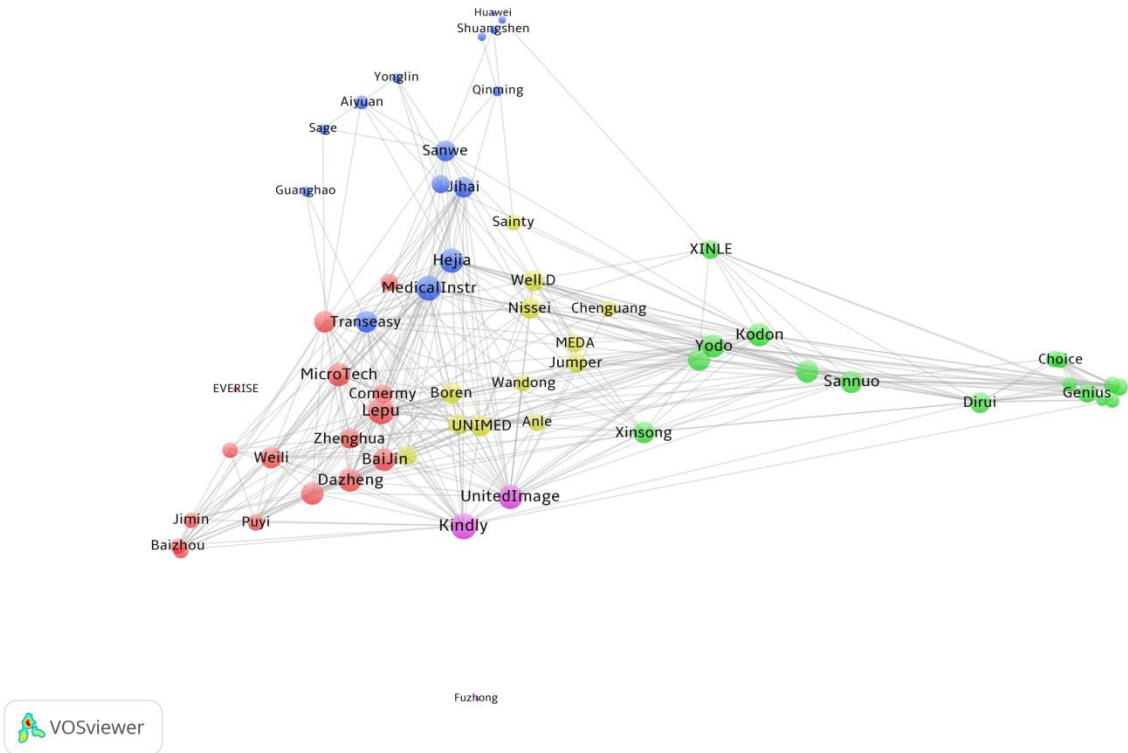 Huawei
Shuangshen
Yonglin
Qinming
Aiyuan
Sage
Sanwe
Jihai
Guanghao
Sainty
XINLE
Hejia
Well.D
MedicalInstr
Nissei
Chenguang
Transeasy
Kodon
MEDA
Yodo
Jumper
Choice
MicroTech
Wandong
Sannuo
EVERISE
Comermy
Boren
Genius
Dirui
Lepu
UNIMED
Anle
Xinsong
Zhenghua
Weili
BaiJin
Dazheng
UnitedImage
Jimin
Puyi
Kindly
Baizhou
Fuzhong
VOSviewer